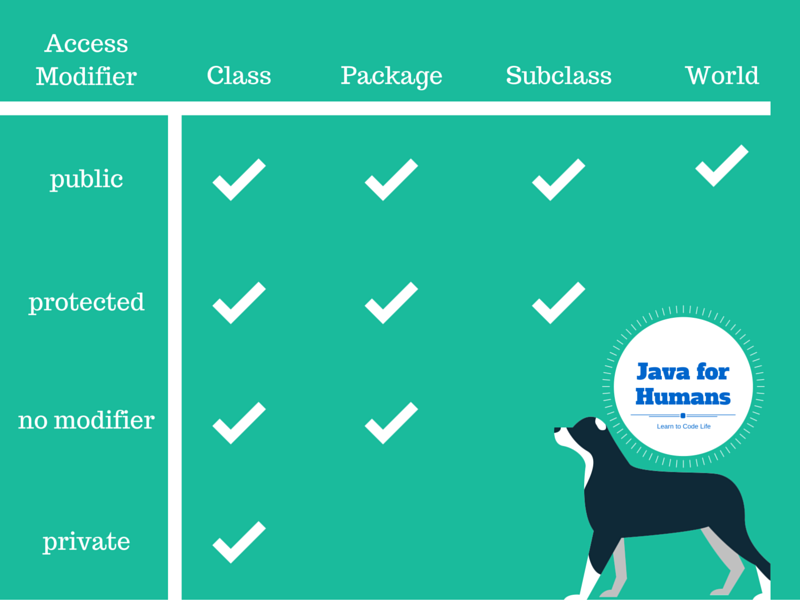 Access
Modifier
Class Package Subclass World
public
protected
Java for
Humans
Learn to Code Life
no modifier
private